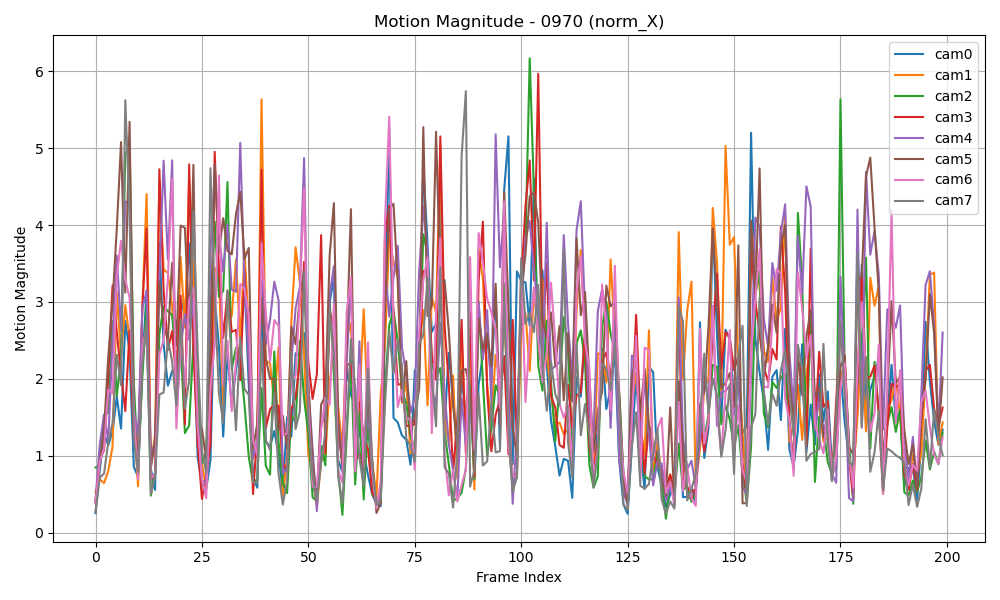 Motion Magnitude - 0970 (norm_X)
Motion Magnitude
6
5
4
3
2
1
0
0
25
50
75
100
125
150
175
200
Frame Index
cam0
cam1
cam2
cam3
cam4
cam5
cam6
cam7